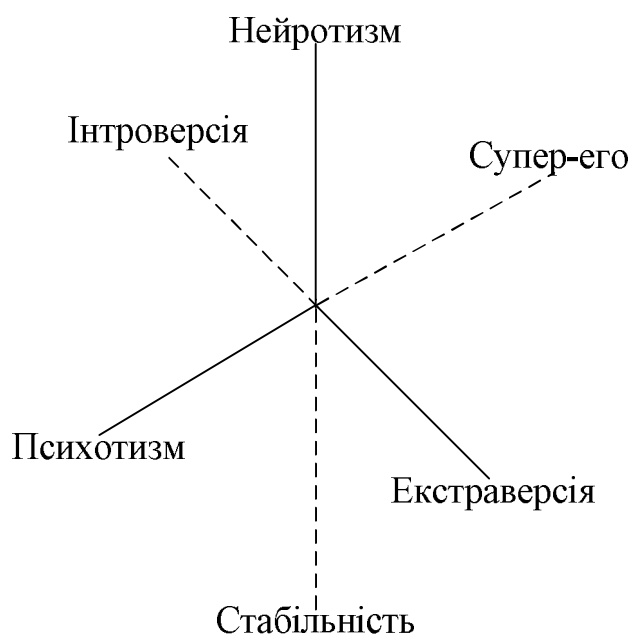 Нейротизм
Інтроверсія
Супер-его
Психотизм
Екстраверсія
Стабільність